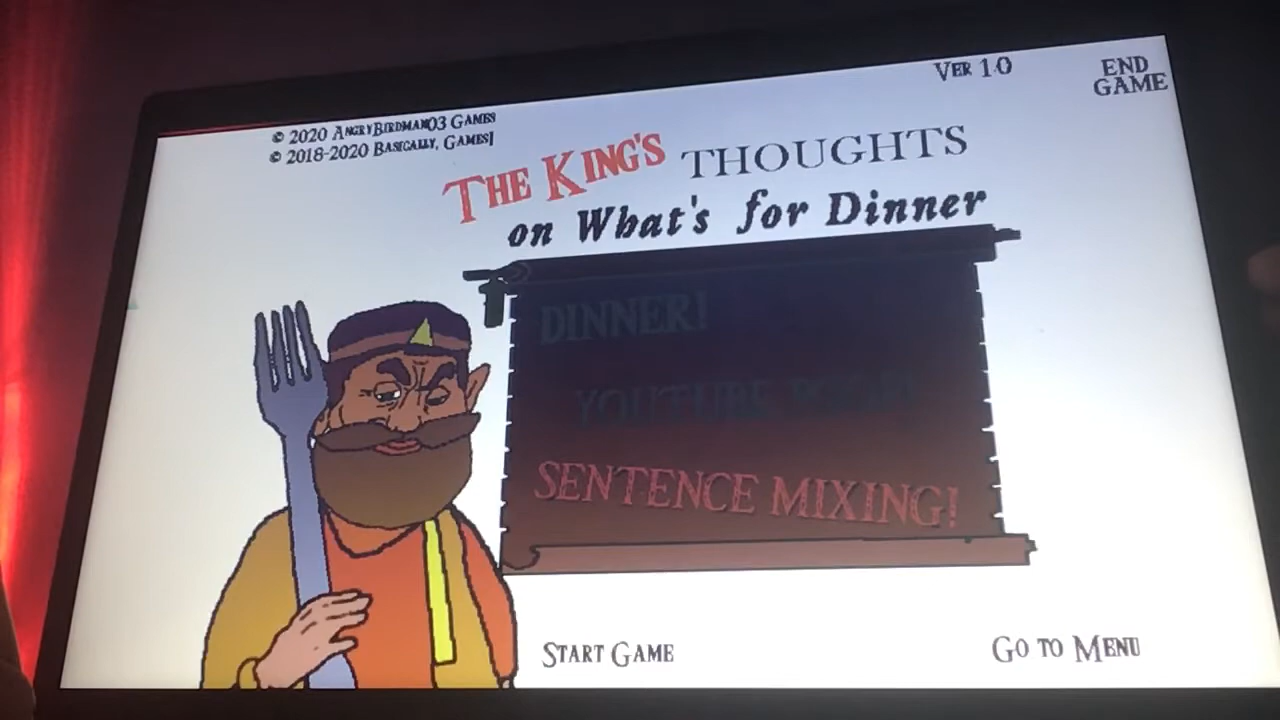 VER 1.0
END
GAME
© 2020 ANGRYBIRDMAN03 GAMES
© 2018-2020 BASICALLY, GAMES!
THE KING'S THOUGHTS
on What's for Dinner
DINNER!
YOUTUBE
SENTENCE MIXING!
START GAME
GO TO MENU